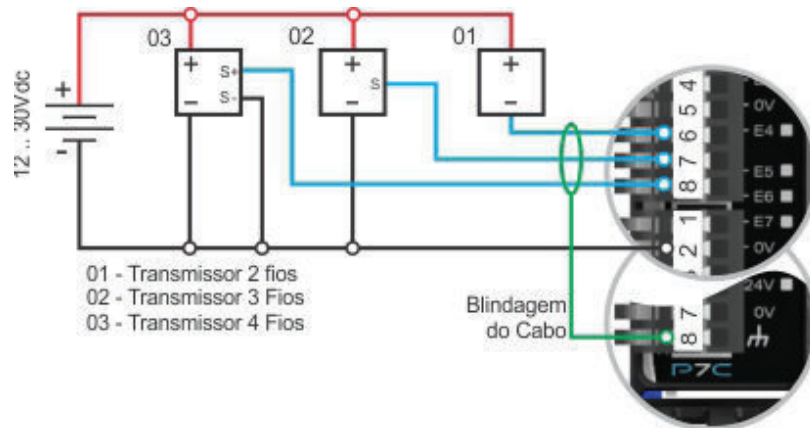 03
02
01
+
+
+
+
S+
S
S-
-
-
-
-
12 .. 30Vdc
4
5
0V
6
E4
7
8
E5
E6
1
E7
2
0V
01 - Transmissor 2 fios
02 - Transmissor 3 Fios
03 - Transmissor 4 Fios
Blindagem
do Cabo
24V
7
0V
8
P7C